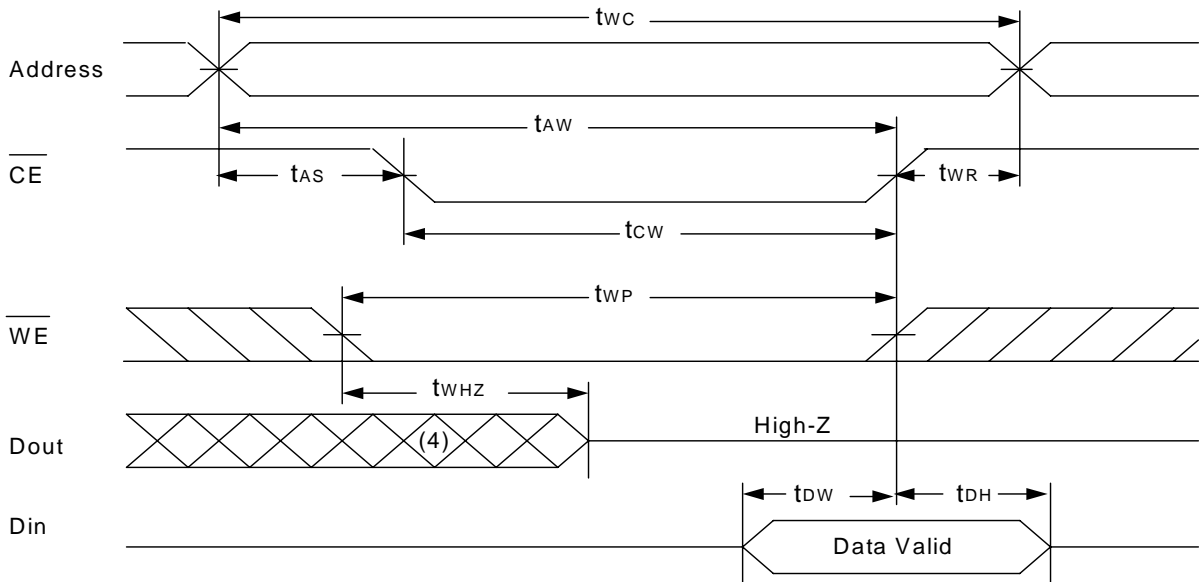 tWC
Address
tAW
CE
tAS
tWR
tCW
tWP
WE
tWHZ
Dout
(4)
High-Z
tDW
tDH
Din
Data Valid